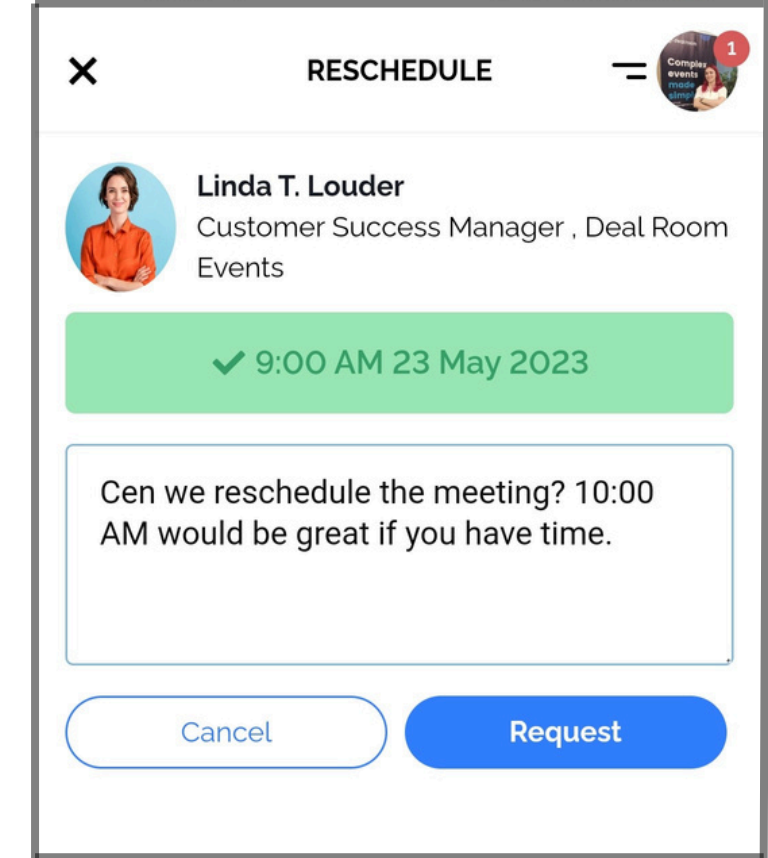 RESCHEDULE
1
Complex
events
made
simple
Linda T. Louder
Customer Success Manager , Deal Room
Events
9:00 AM 23 May 2023
Cen we reschedule the meeting? 10:00
AM would be great if you have time.
Cancel
Request